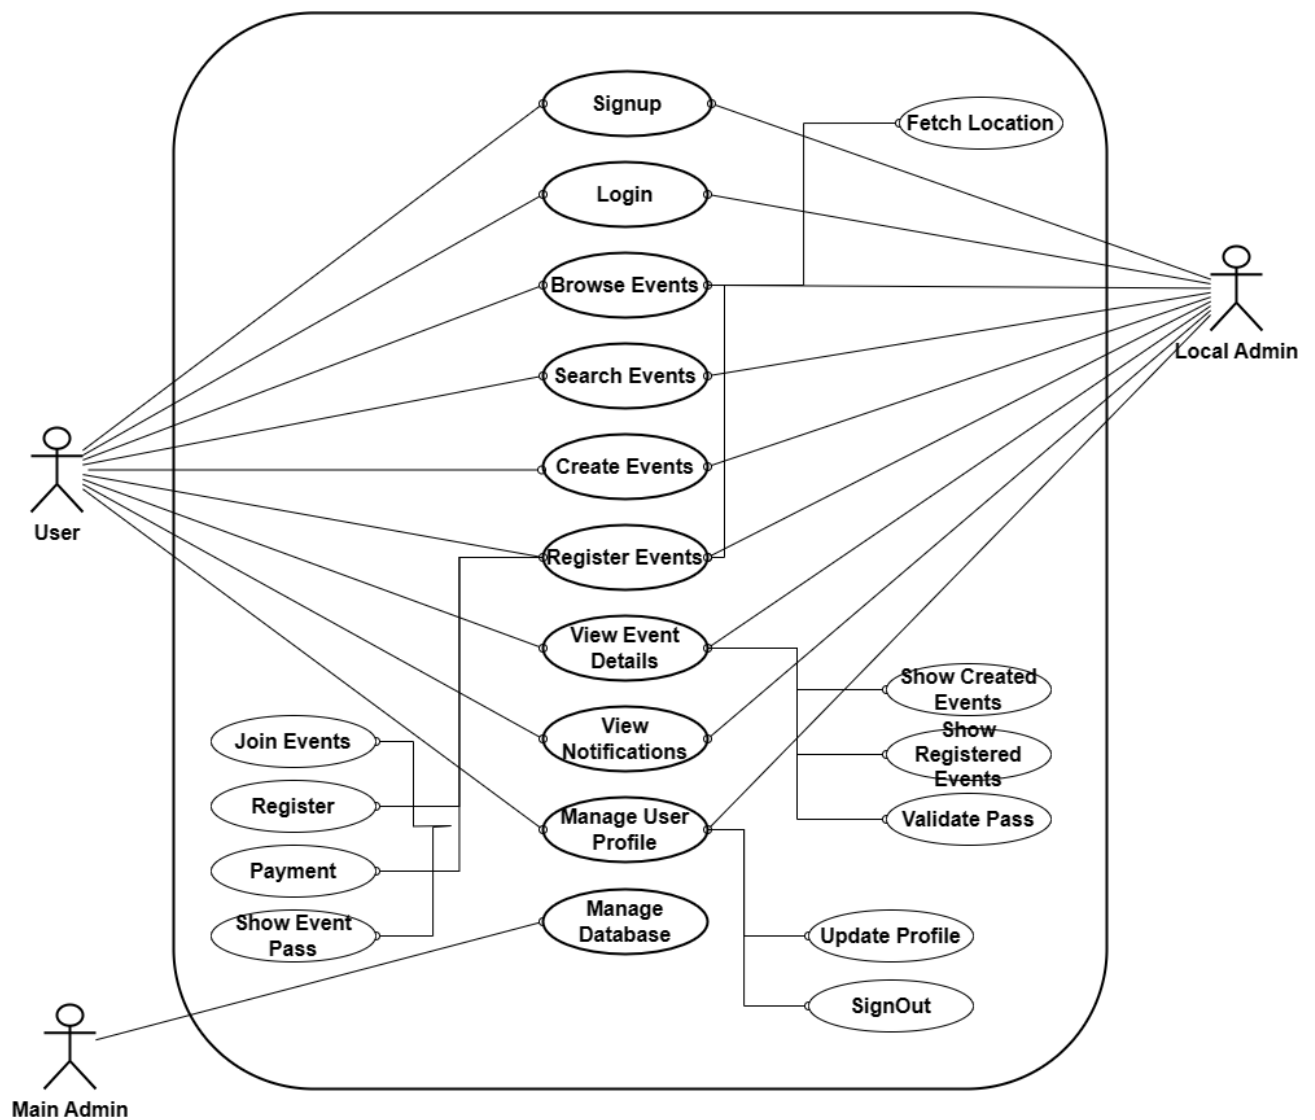 Signup
Fetch Location
Login
Browse Events
Local Admin
Search Events
Create Events
User
Register Events
View Event
Details
Show Created
Events
View
Notifications
Show
Registered
Events
Join Events
Register
Manage User
Profile
Validate Pass
Payment
Show Event
Pass
Manage
Database
Update Profile
SignOut
Main Admin